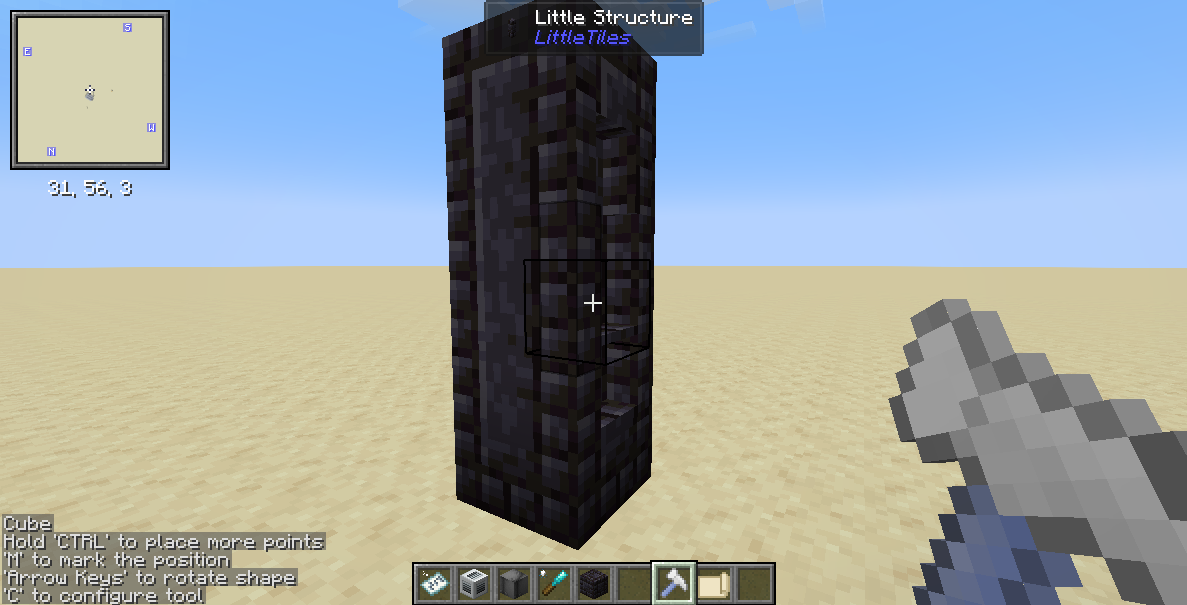 Little Structure
LittleTiles
S
E
W
N
31, 56, 3
Cube
Hold 'CTRL' to place more points
'M' to mark the position
'Arrow Keys' to rotate shape
'C' to configure tool